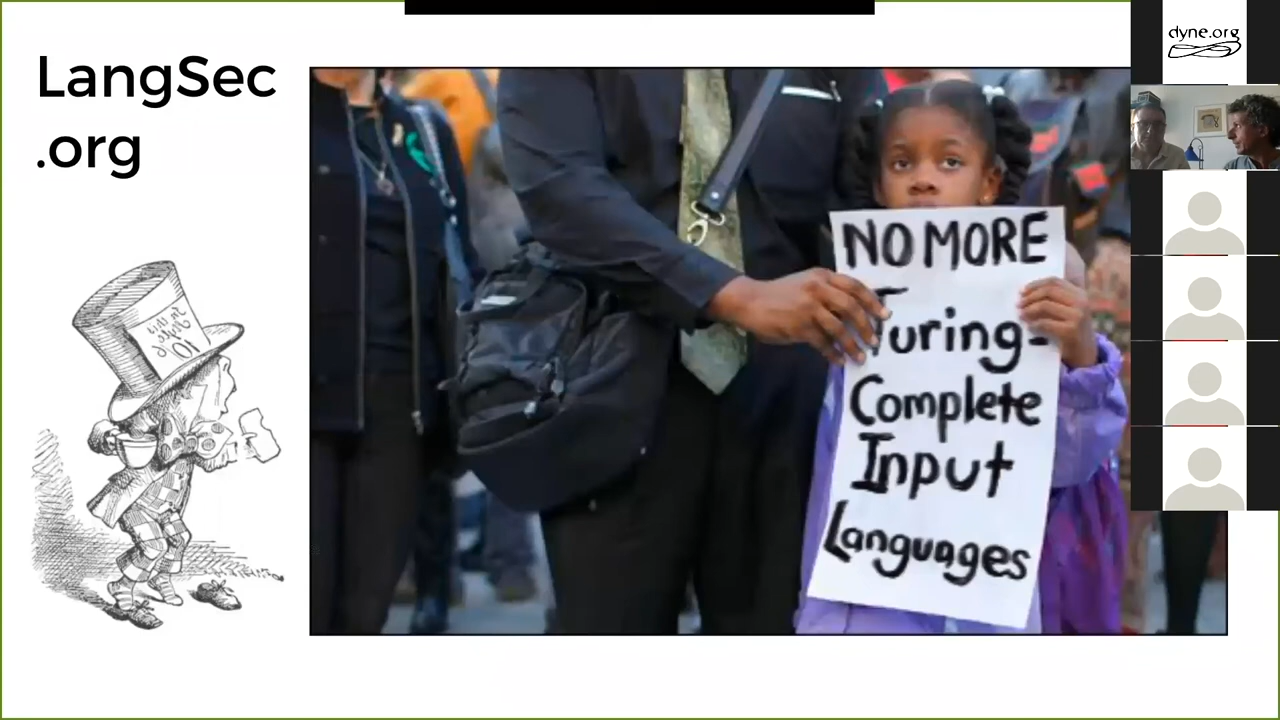 LangSec
.org
dyne.org
NO MORE
Turing-
Complete
Input
Languages